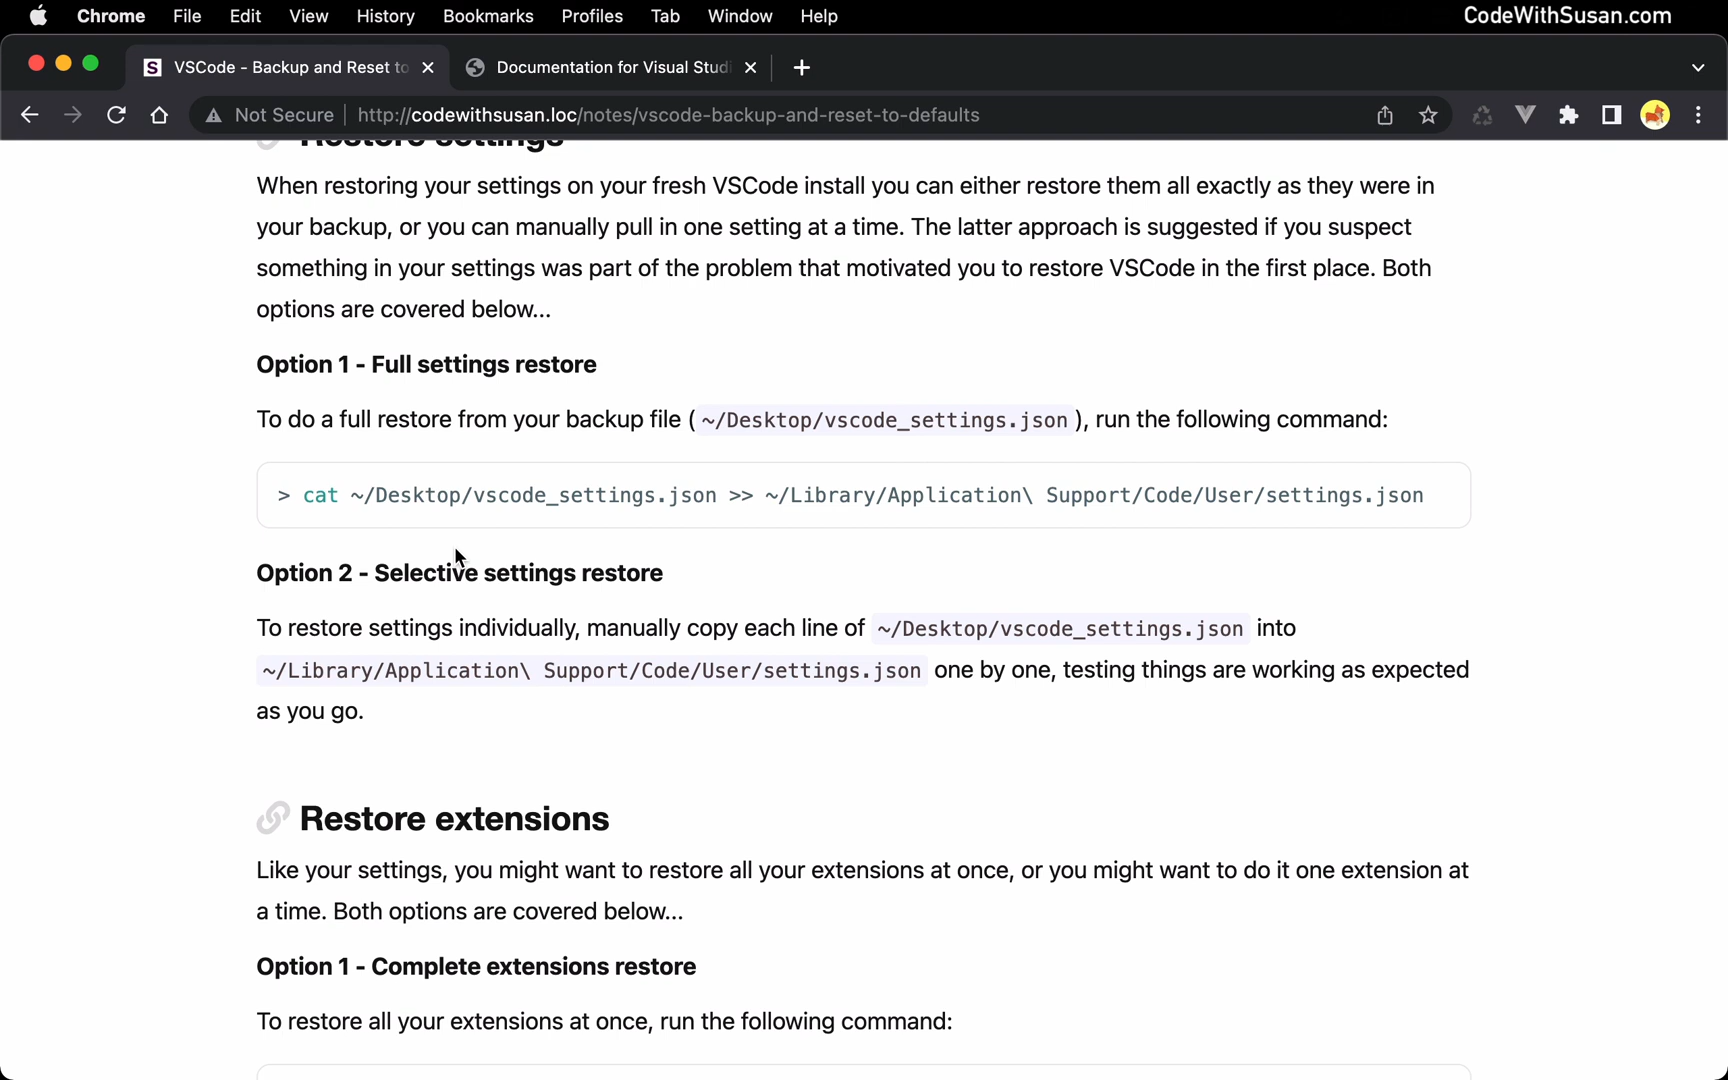 Chrome File Edit View History Bookmarks Profiles Tab Window Help CodeWithSusan.com
S VSCode - Backup and Reset to Documentation for Visual Studi
Not Secure http://codewithsusan.loc/notes/vscode-backup-and-reset-to-defaults
Restore settings
When restoring your settings on your fresh VSCode install you can either restore them all exactly as they were in
your backup, or you can manually pull in one setting at a time. The latter approach is suggested if you suspect
something in your settings was part of the problem that motivated you to restore VSCode in the first place. Both
options are covered below...
Option 1 - Full settings restore
To do a full restore from your backup file ( ~/Desktop/vscode_settings.json ), run the following command:
> cat ~/Desktop/vscode_settings.json >> ~/Library/Application\ Support/Code/User/settings.json
Option 2 - Selective settings restore
To restore settings individually, manually copy each line of ~/Desktop/vscode_settings.json into
~/Library/Application\ Support/Code/User/settings.json one by one, testing things are working as expected
as you go.
Restore extensions
Like your settings, you might want to restore all your extensions at once, or you might want to do it one extension at
a time. Both options are covered below...
Option 1 - Complete extensions restore
To restore all your extensions at once, run the following command: